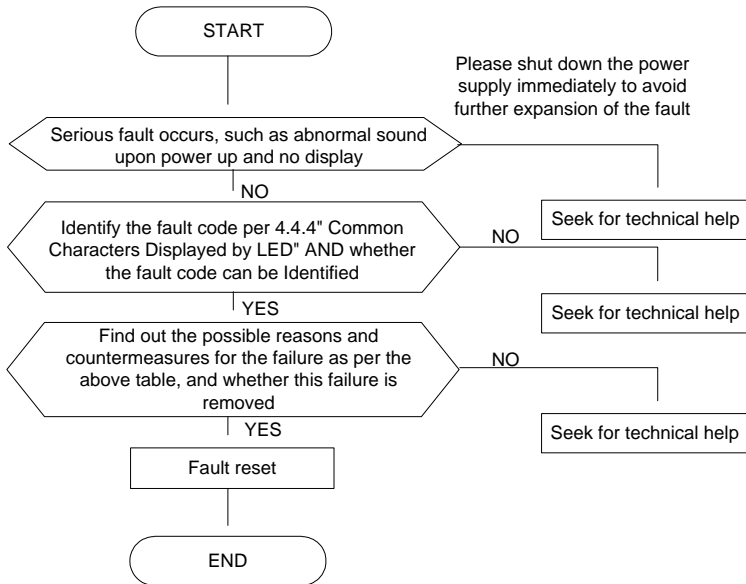 START
Please shut down the power
supply immediately to avoid
further expansion of the fault
Serious fault occurs, such as abnormal sound
upon power up and no display
NO
Seek for technical help
Identify the fault code per 4.4.4" Common
Characters Displayed by LED" AND whether
the fault code can be Identified
NO
YES
Seek for technical help
Find out the possible reasons and
countermeasures for the failure as per the
above table, and whether this failure is
removed
NO
YES
Seek for technical help
Fault reset
END